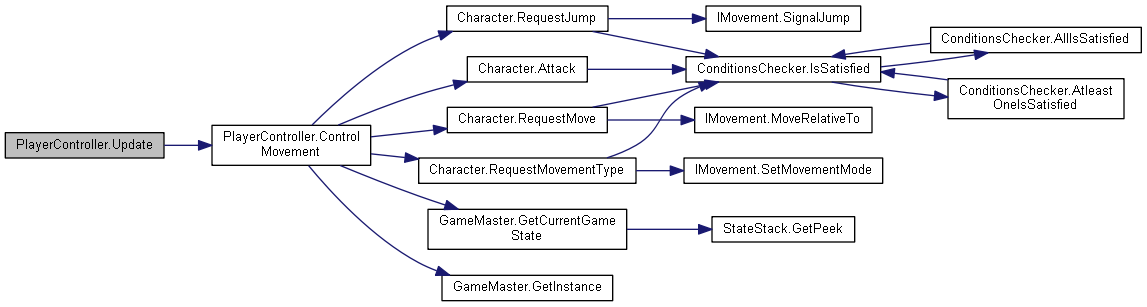 PlayerController.Update
PlayerController.Control
Movement
Character.RequestJump
Character.Attack
Character.RequestMove
Character.RequestMovementType
GameMaster.GetCurrentGame
State
GameMaster.GetInstance
IMovement.SignalJump
ConditionsChecker.IsSatisfied
IMovement.MoveRelativeTo
IMovement.SetMovementMode
StateStack.GetPeek
ConditionsChecker.AllIsSatisfied
ConditionsChecker.Atleast
OneIsSatisfied